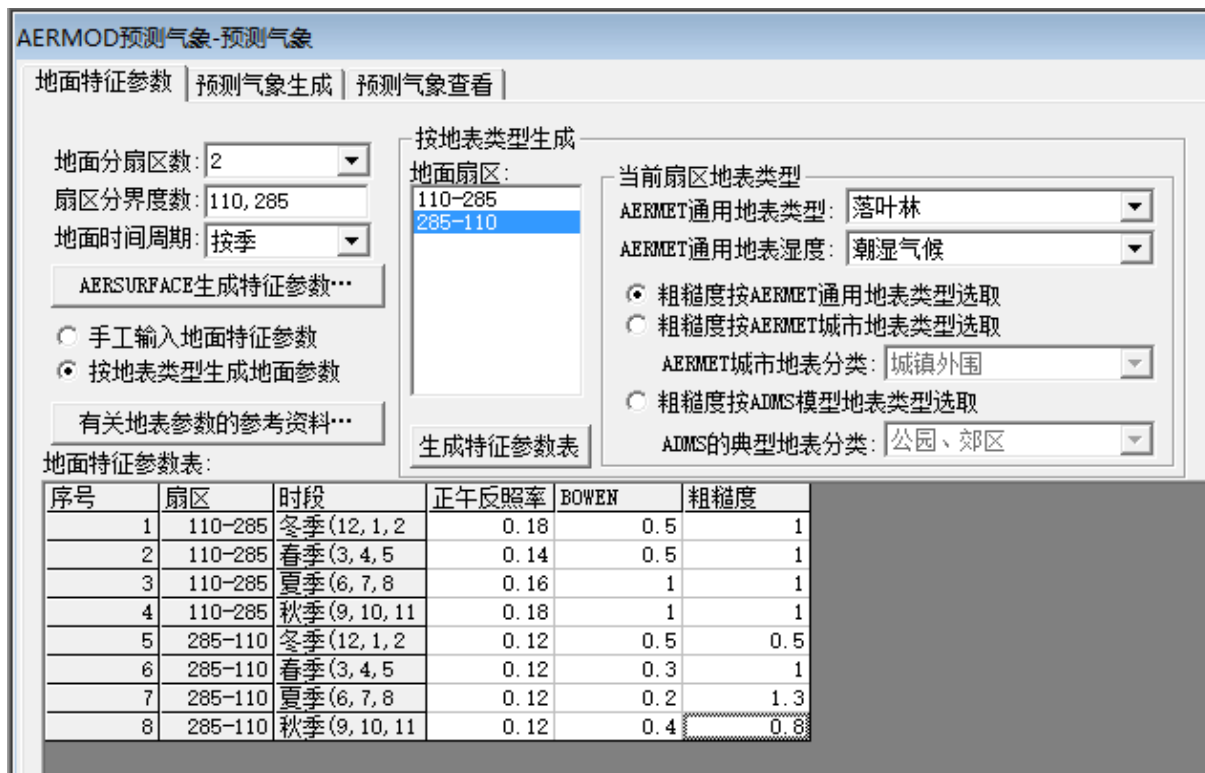 AERMOD预测气象-预测气象
地面特征参数 预测气象生成 预测气象查看
地面分扇区数: 2
扇区分界度数: 110,285
地面时间周期: 按季
AERSURFACE生成特征参数…
手工输入地面特征参数
按地表类型生成地面参数
有关地表参数的参考资料…
按地表类型生成
地面扇区:
110-285
285-110
生成特征参数表
当前扇区地表类型
AERMET通用地表类型: 落叶林
AERMET通用地表湿度: 潮湿气候
粗糙度按AERMET通用地表类型选取
粗糙度按AERMET城市地表类型选取
AERMET城市地表分类: 城镇外围
粗糙度按ADMS模型地表类型选取
ADMS的典型地表分类: 公园、郊区
地面特征参数表:
序号 扇区 时段 正午反照率 BOWEN 粗糙度
1 110-285 冬季(12,1,2 0.18 0.5 1
2 110-285 春季(3,4,5 0.14 0.5 1
3 110-285 夏季(6,7,8 0.16 1 1
4 110-285 秋季(9,10,11 0.18 1 1
5 285-110 冬季(12,1,2 0.12 0.5 0.5
6 285-110 春季(3,4,5 0.12 0.3 1
7 285-110 夏季(6,7,8 0.12 0.2 1.3
8 285-110 秋季(9,10,11 0.12 0.4 0.8